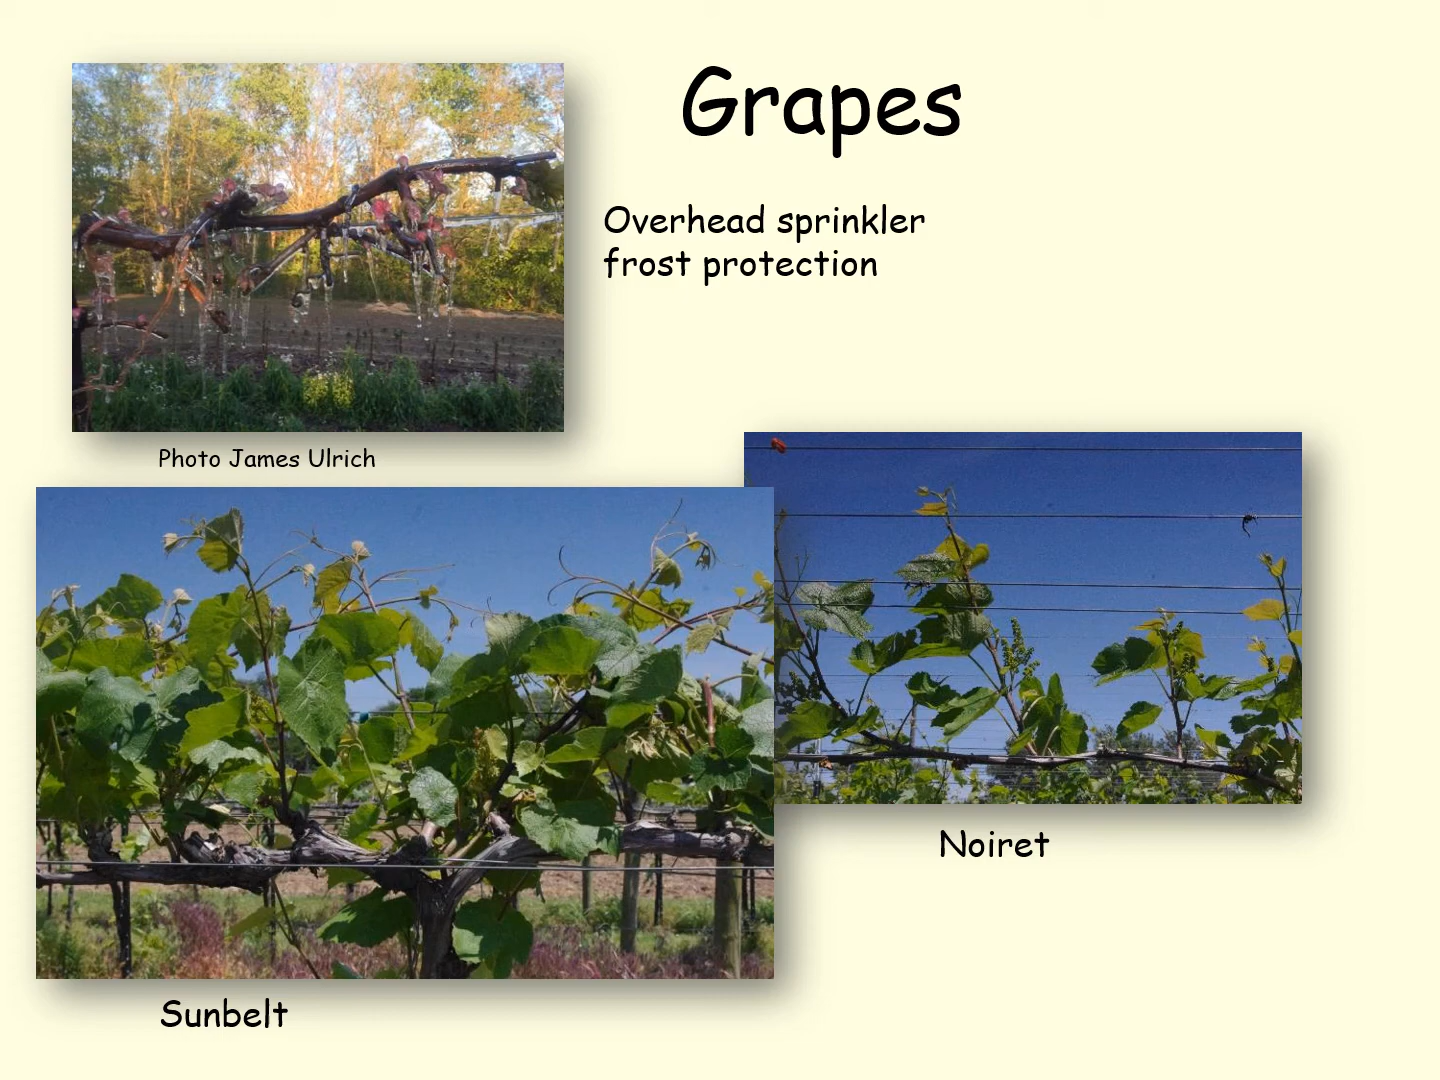 Grapes
Overhead sprinkler
frost protection
Photo James Ulrich
Noiret
Sunbelt